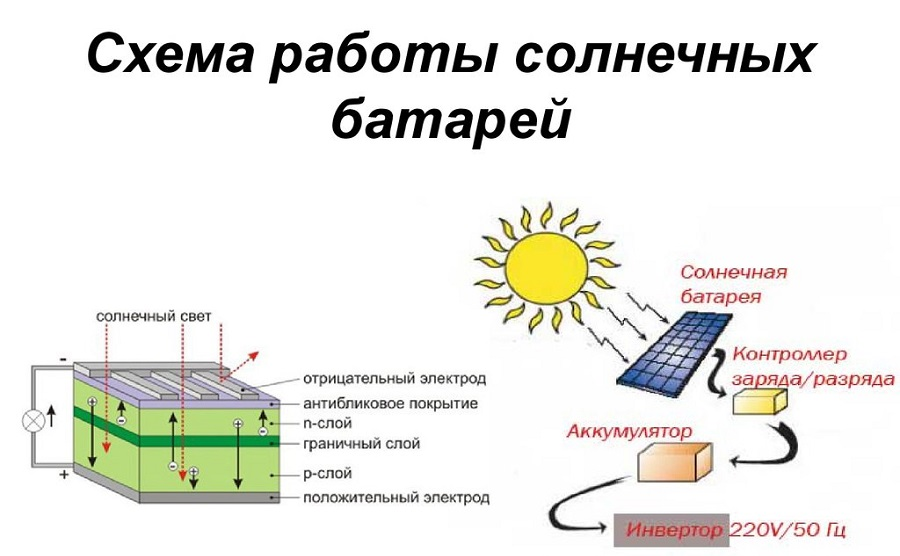 Схема работы солнечных
батарей
солнечный свет
-
+
отрицательный электрод
антибликовое покрытие
n-слой
граничный слой
p-слой
положительный электрод
Солнечная
батарея
Контроллер
заряда/разряда
Аккумулятор
Инвертор 220V/50 Гц